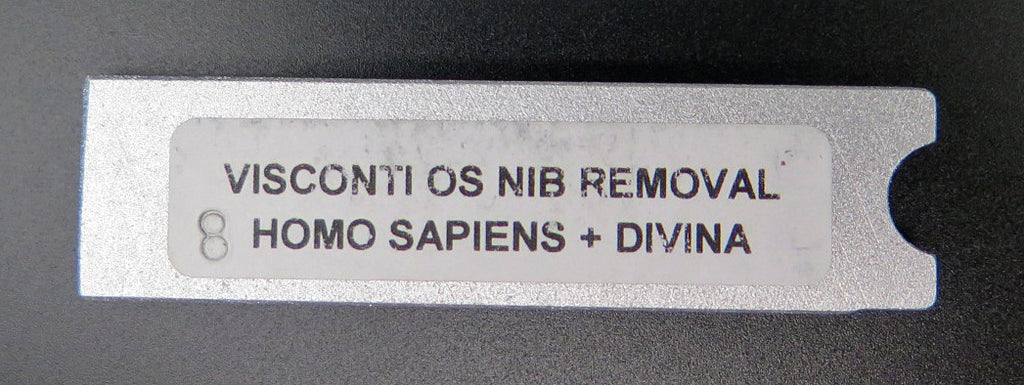 VISCONTI OS NIB REMOVAL
8 HOMO SAPIENS + DIVINA